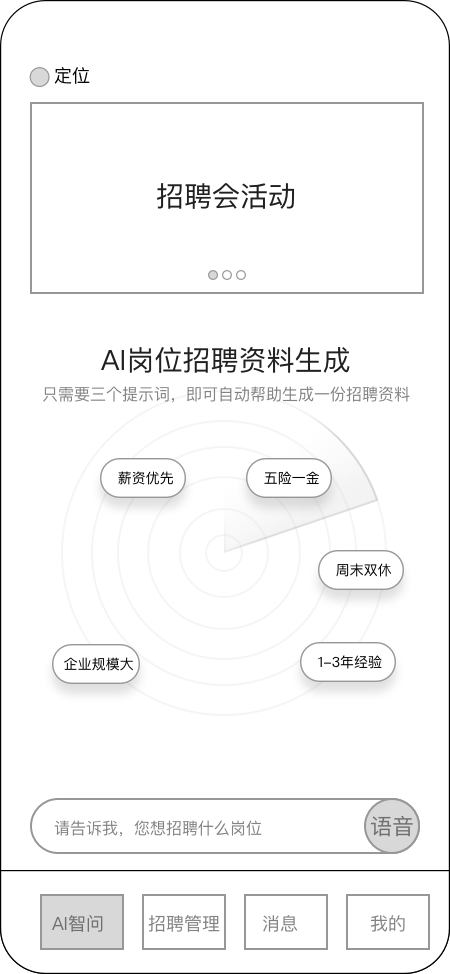 定位
招聘会活动
AI岗位招聘资料生成
只需要三个提示词，即可自动帮助生成一份招聘资料
薪资优先
五险一金
周末双休
企业规模大
1-3年经验
请告诉我，您想招聘什么岗位
语音
AI智问
招聘管理
消息
我的